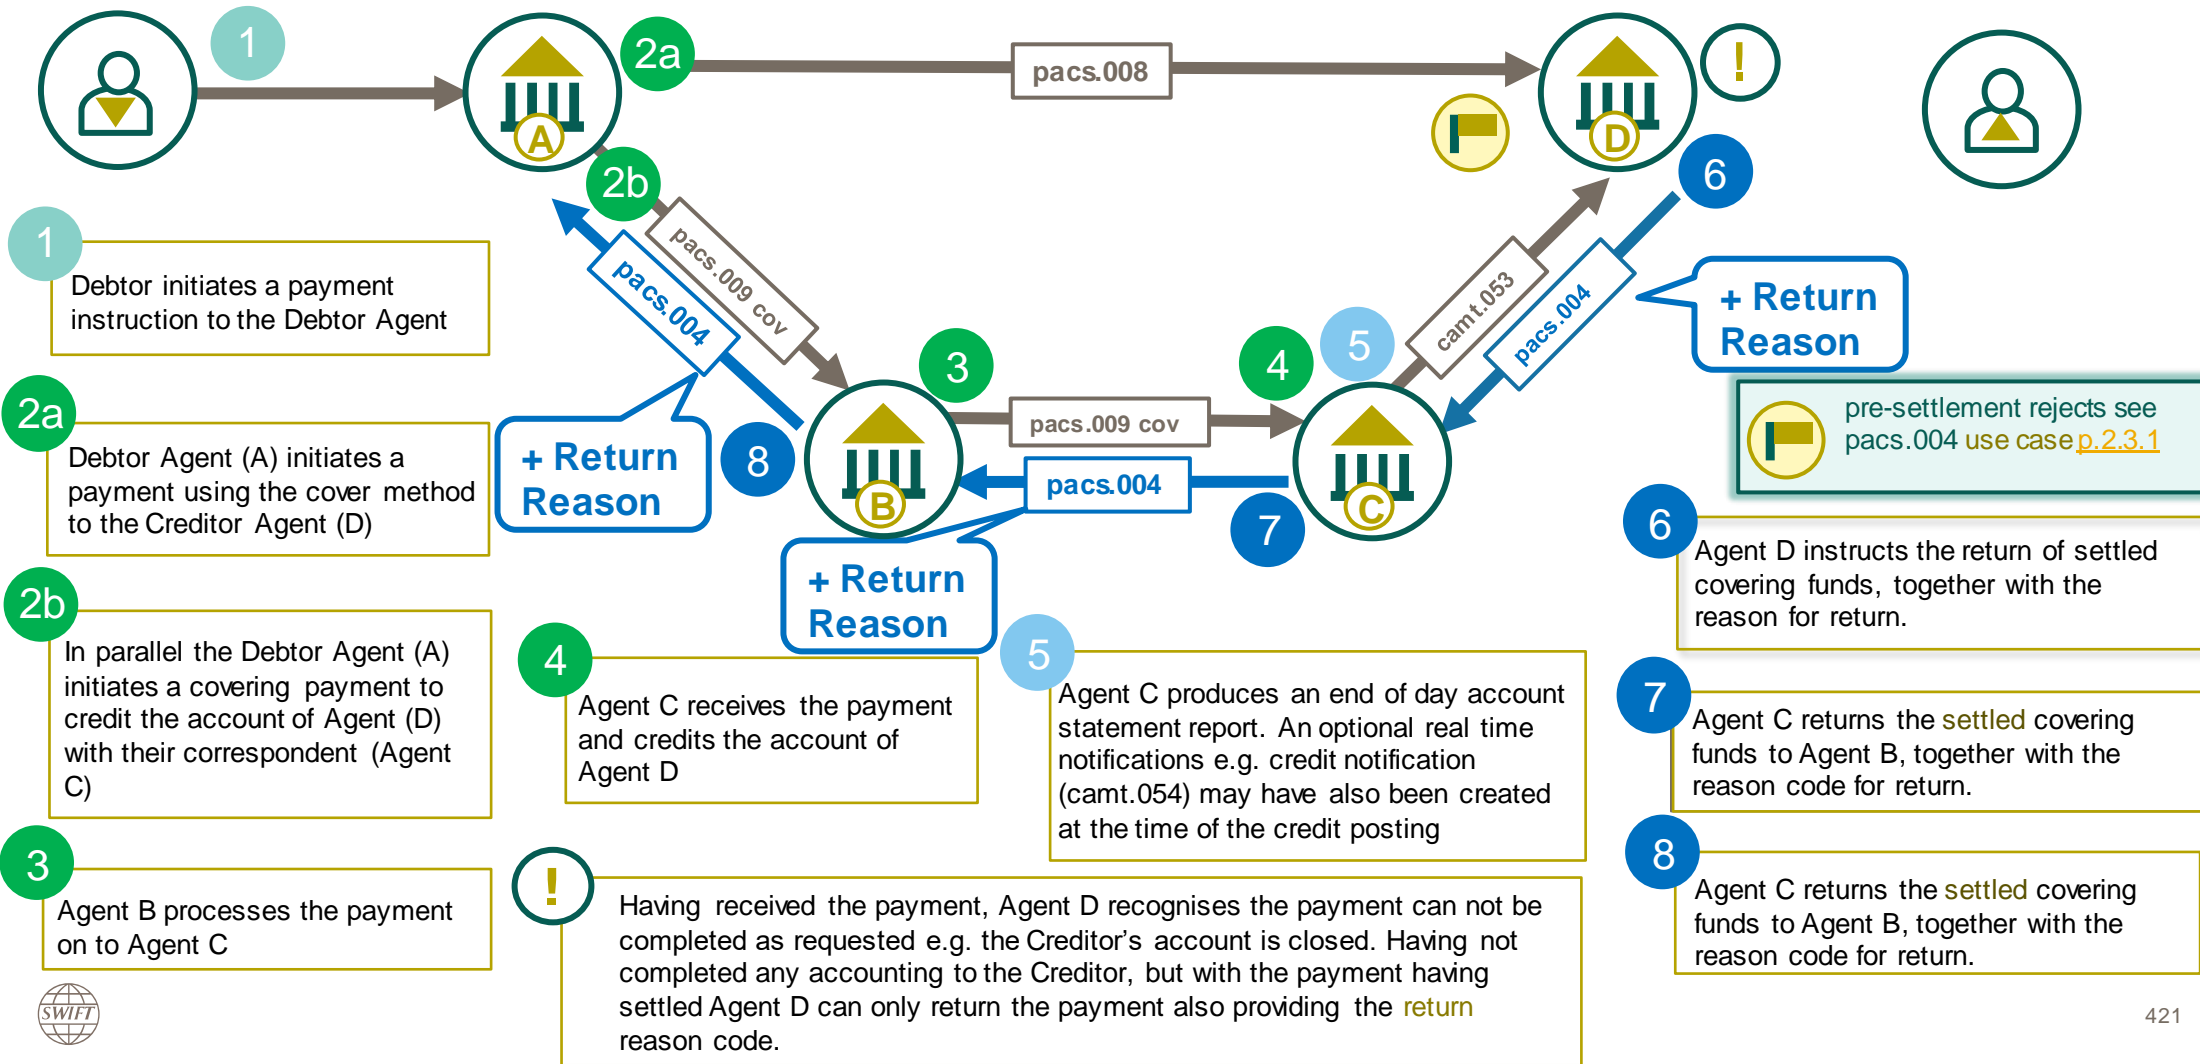 1
2a
pacs.008
!
A
D
2b
6
pacs.009 cov
pacs.004
camt.053
pacs.004
+ Return
Reason
1
Debtor initiates a payment
instruction to the Debtor Agent
3
4
5
pacs.009 cov
pacs.004
B
C
7
8
+ Return
Reason
+ Return
Reason
pre-settlement rejects see
pacs.004 use case p.2.3.1
2a
Debtor Agent (A) initiates a
payment using the cover method
to the Creditor Agent (D)
2b
In parallel the Debtor Agent (A)
initiates a covering payment to
credit the account of Agent (D)
with their correspondent (Agent
C)
3
Agent B processes the payment
on to Agent C
4
Agent C receives the payment
and credits the account of
Agent D
5
Agent C produces an end of day account
statement report. An optional real time
notifications e.g. credit notification
(camt.054) may have also been created
at the time of the credit posting
!
Having received the payment, Agent D recognises the payment can not be
completed as requested e.g. the Creditor's account is closed. Having not
completed any accounting to the Creditor, but with the payment having
settled Agent D can only return the payment also providing the return
reason code.
6
Agent D instructs the return of settled
covering funds, together with the
reason for return.
7
Agent C returns the settled covering
funds to Agent B, together with the
reason code for return.
8
Agent C returns the settled covering
funds to Agent B, together with the
reason code for return.
SWIFT
421